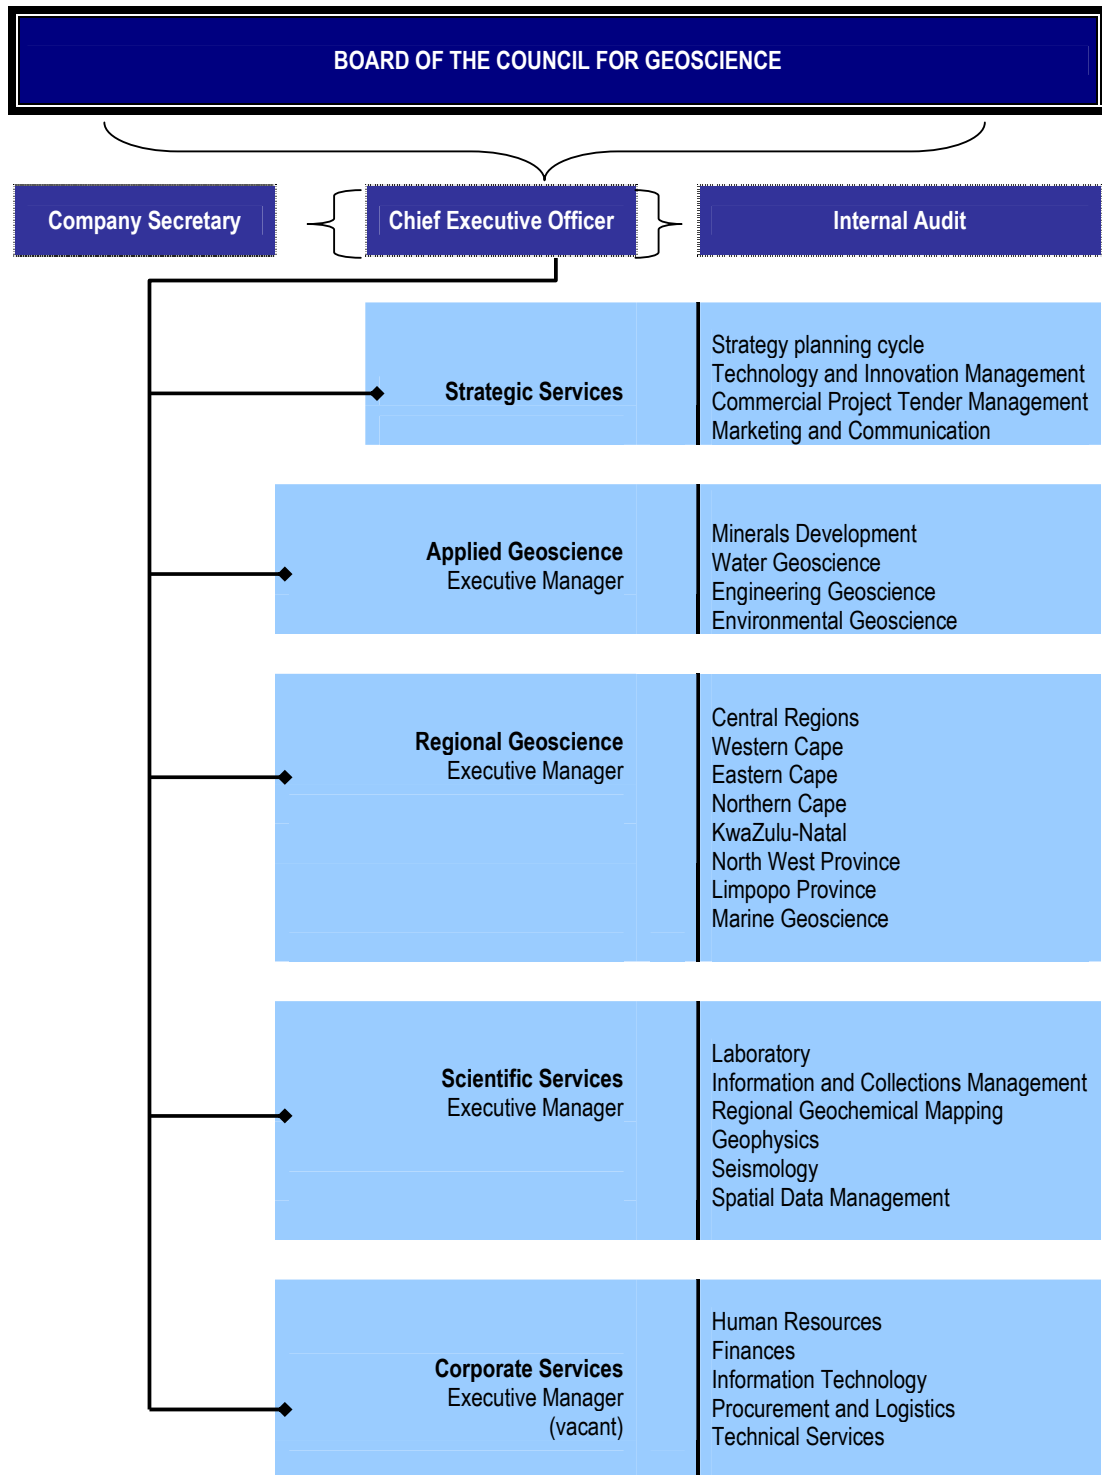 BOARD OF THE COUNCIL FOR GEOSCIENCE
Company Secretary
Chief Executive Officer
Internal Audit
Strategic Services
Strategy planning cycle
Technology and Innovation Management
Commercial Project Tender Management
Marketing and Communication
Applied Geoscience
Executive Manager
Minerals Development
Water Geoscience
Engineering Geoscience
Environmental Geoscience
Regional Geoscience
Executive Manager
Central Regions
Western Cape
Eastern Cape
Northern Cape
KwaZulu-Natal
North West Province
Limpopo Province
Marine Geoscience
Scientific Services
Executive Manager
Laboratory
Information and Collections Management
Regional Geochemical Mapping
Geophysics
Seismology
Spatial Data Management
Corporate Services
Executive Manager
(vacant)
Human Resources
Finances
Information Technology
Procurement and Logistics
Technical Services